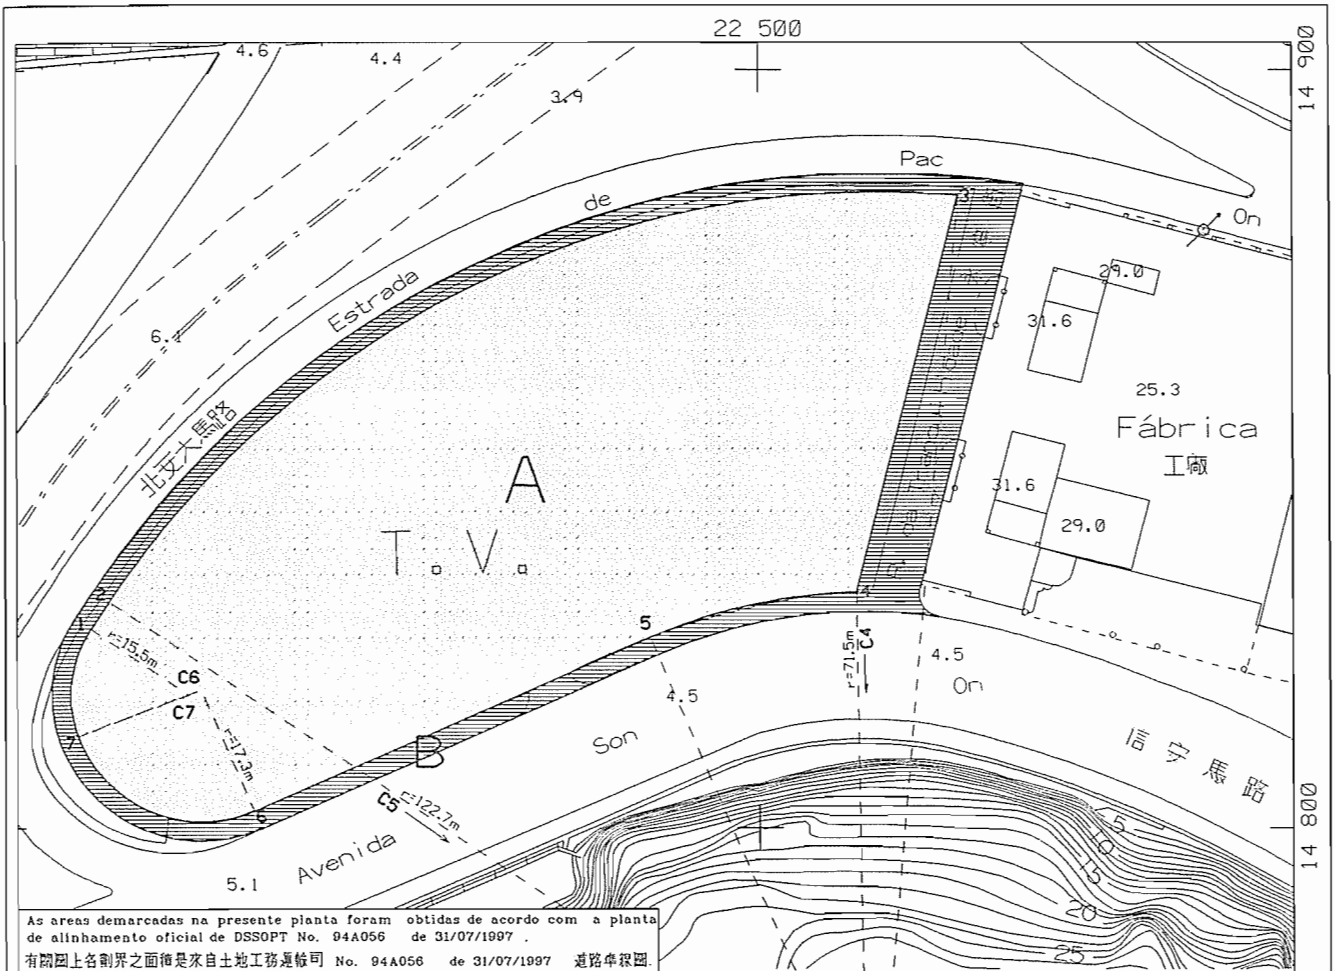 22 500
14 900
4.6
4.4
3.9
Pac
de
On
Estrada
29.0
31.6
6.1
25.3
Fábrica
工廠
北安大馬路
A
31.6
29.0
T. V.
2
1
3
4
5
r=15.5m
C6
C7
r=71.5m
C4
4.5
On
4.5
7
r=17.3m
B
Son
信安馬路
C5
r=122.7m
6
Avenida
5.1
5
10
15
20
25
14 800
As areas demarcadas na presente planta foram obtidas de acordo com a planta
de alinhamento oficial de DSSOPT No. 94A056 de 31/07/1997 .
有關圖上各劃界之面積是來自土地工務運輸司 No. 94A056 de 31/07/1997 道路準線圖.